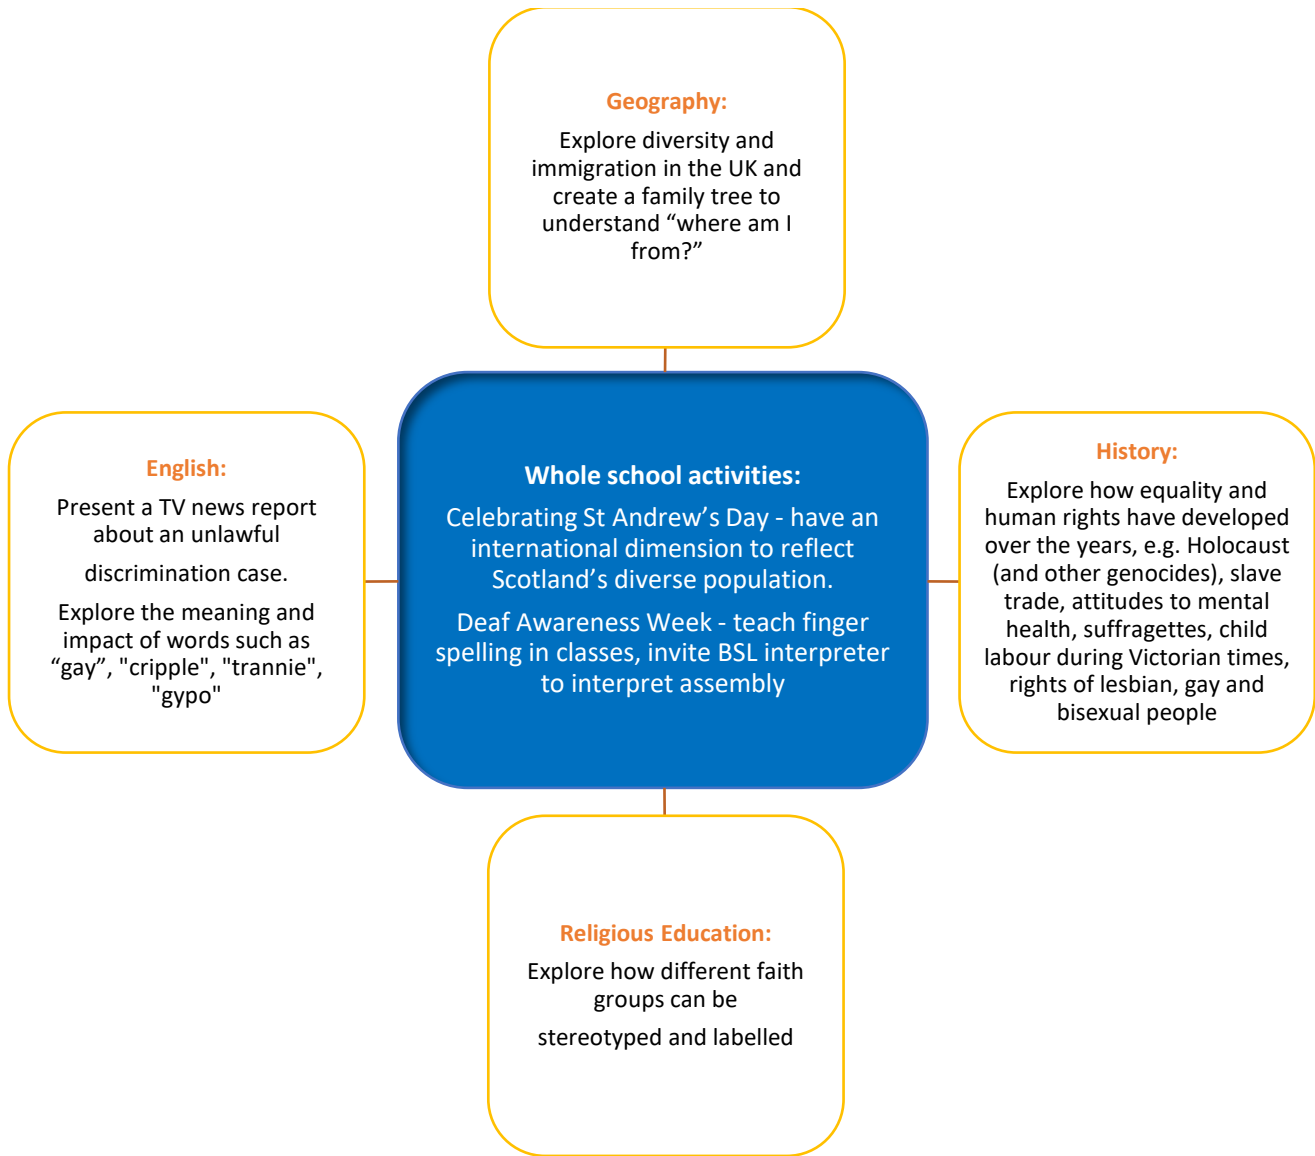 Geography:
Explore diversity and
immigration in the UK and
create a family tree to
understand “where am I
from?”
English:
Present a TV news report
about an unlawful
discrimination case.
Explore the meaning and
impact of words such as
“gay”, "cripple", "trannie",
"gypo"
Whole school activities:
Celebrating St Andrew’s Day - have an
international dimension to reflect
Scotland’s diverse population.
Deaf Awareness Week - teach finger
spelling in classes, invite BSL interpreter
to interpret assembly
History:
Explore how equality and
human rights have developed
over the years, e.g. Holocaust
(and other genocides), slave
trade, attitudes to mental
health, suffragettes, child
labour during Victorian times,
rights of lesbian, gay and
bisexual people
Religious Education:
Explore how different faith
groups can be
stereotyped and labelled